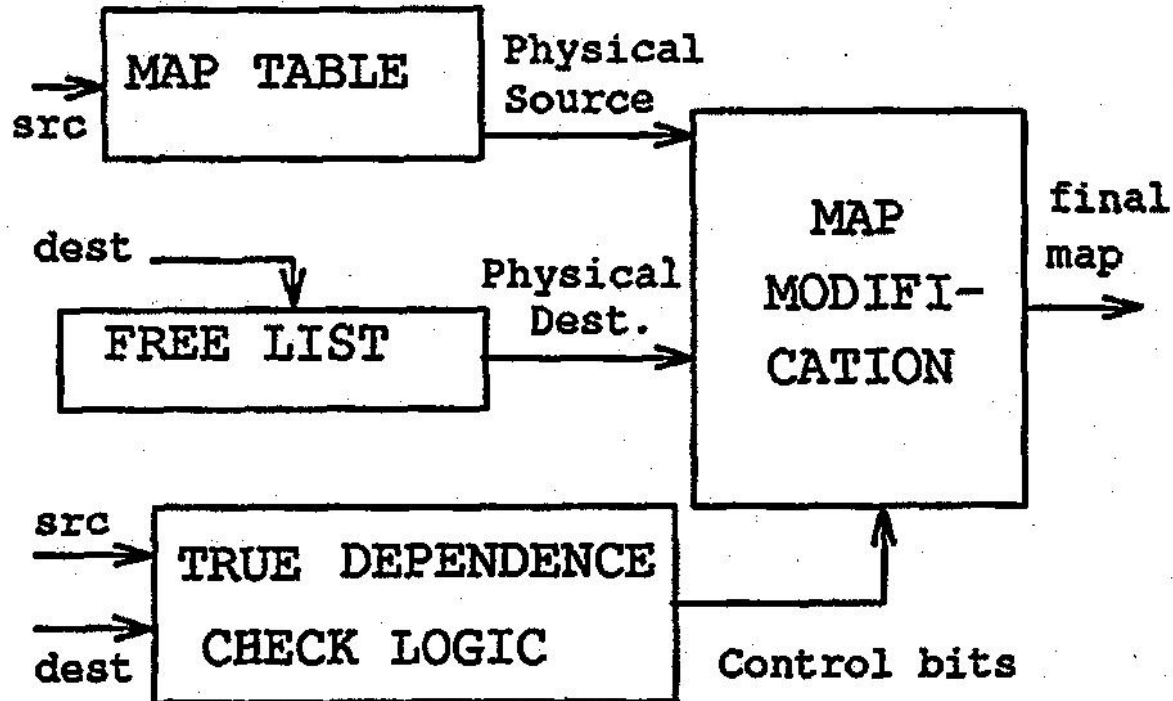 MAP TABLE
src
Physical
Source
dest
FREE LIST
Physical
Dest.
MAP
MODIFI-
CATION
final
map
src
dest
TRUE DEPENDENCE
CHECK LOGIC
Control bits